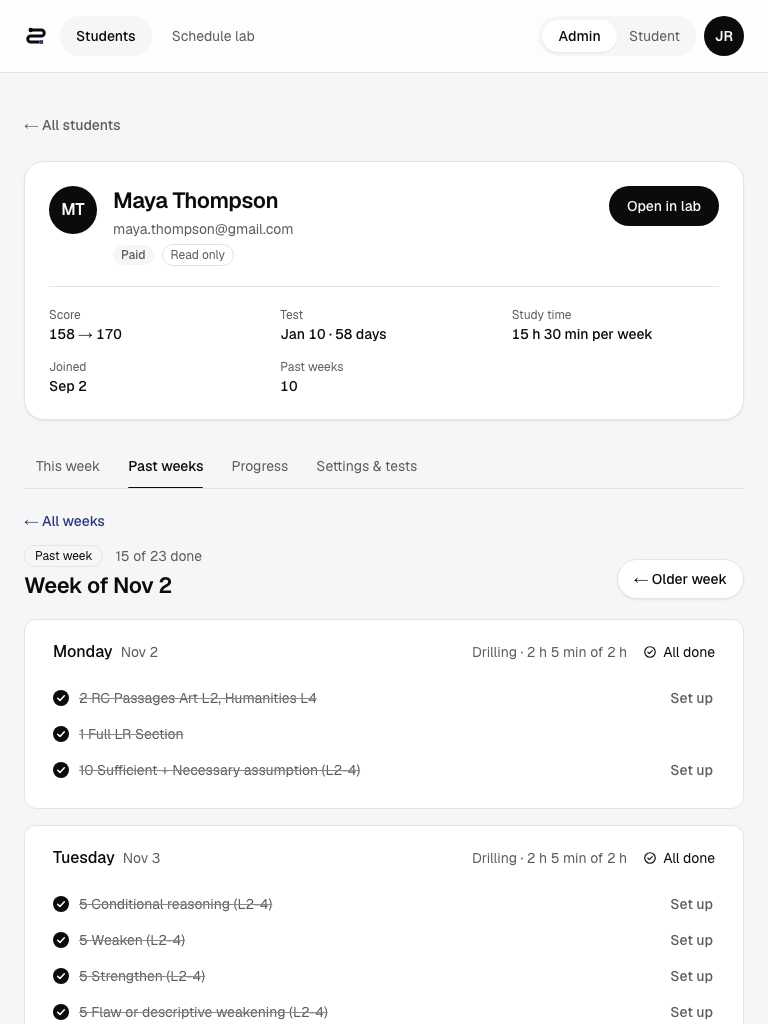 Students
Schedule lab
Admin
Student
JR
← All students
MT
Maya Thompson
maya.thompson@gmail.com
Paid
Read only
Open in lab
Score
158 → 170
Test
Jan 10 · 58 days
Study time
15 h 30 min per week
Joined
Sep 2
Past weeks
10
This week
Past weeks
Progress
Settings & tests
← All weeks
Past week
15 of 23 done
Week of Nov 2
← Older week
Monday Nov 2
Drilling · 2 h 5 min of 2 h
All done
2 RC Passages Art L2, Humanities L4
Set up
1 Full LR Section
10 Sufficient + Necessary assumption (L2-4)
Set up
Tuesday Nov 3
Drilling · 2 h 5 min of 2 h
All done
5 Conditional reasoning (L2-4)
Set up
5 Weaken (L2-4)
Set up
5 Strengthen (L2-4)
Set up
5 Flaw or descriptive weakening (L2-4)
Set up